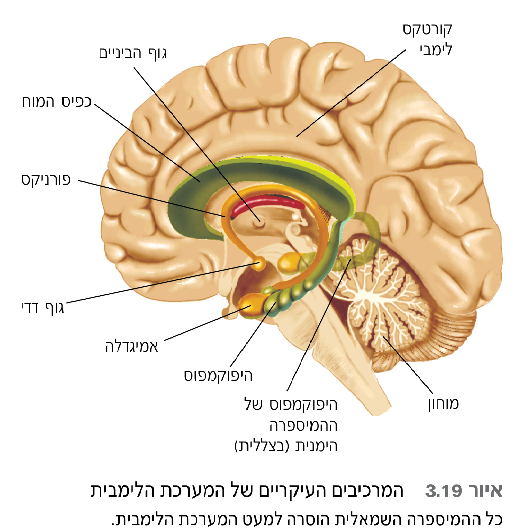 קורטקס
לימבי
גוף הביניים
כפיס המוח
פורניקס
גוף דדי
אמיגדלה
היפוקמפוס
היפוקמפוס של
ההמיספרה
הימנית (בצללית)
מוחון
איור 3.19 המרכיבים העיקריים של המערכת הלימבית
כל ההמיספרה השמאלית הוסרה למעט המערכת הלימבית.